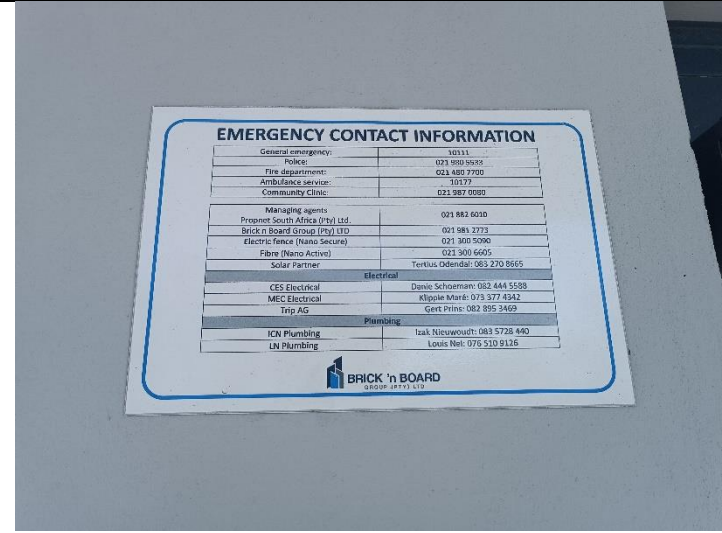 EMERGENCY CONTACT INFORMATION
General emergency: 10111
Police: 021 980 5533
Fire department: 021 480 7700
Ambulance service: 10177
Community Clinic: 021 987 0080
Managing agents
Propnet South Africa (Pty) Ltd. 021 882 6010
Brick n Board Group (Pty) LTD 021 981 2773
Electric fence (Nano Secure) 021 300 5090
Fibre (Nano Active) 021 300 6605
Solar Partner Tertius Odendal: 083 270 8665
Electrical
CES Electrical Danie Schoeman: 082 444 5588
MEC Electrical Klippie Maré: 073 377 4342
Trip AG Gert Prins: 082 895 3469
Plumbing
ICN Plumbing Izak Nieuwoudt: 083 5728 440
LN Plumbing Louis Nel: 076 510 9126
BRICK 'n BOARD
GROUP (PTY) LTD